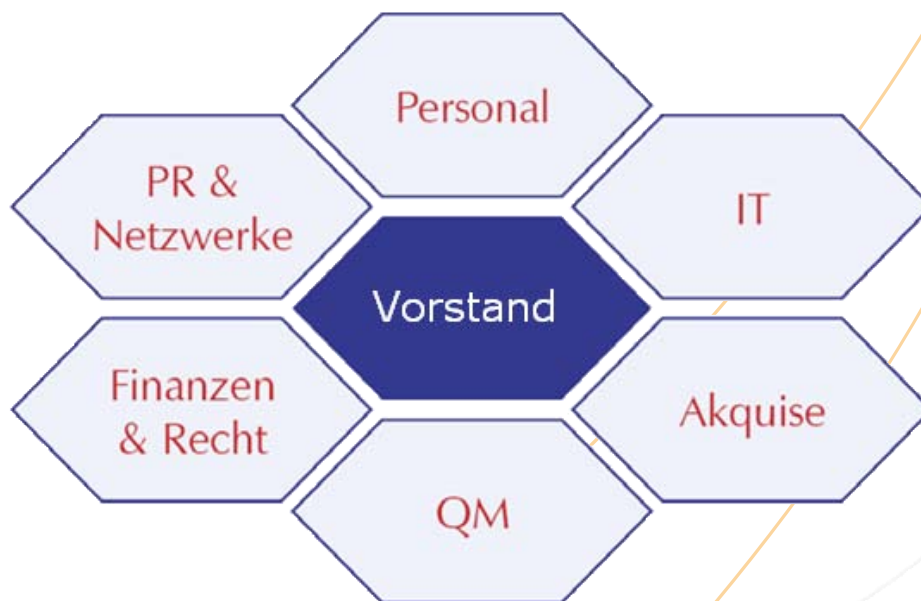 Personal
PR &
Netzwerke
IT
Vorstand
Finanzen
& Recht
Akquise
QM